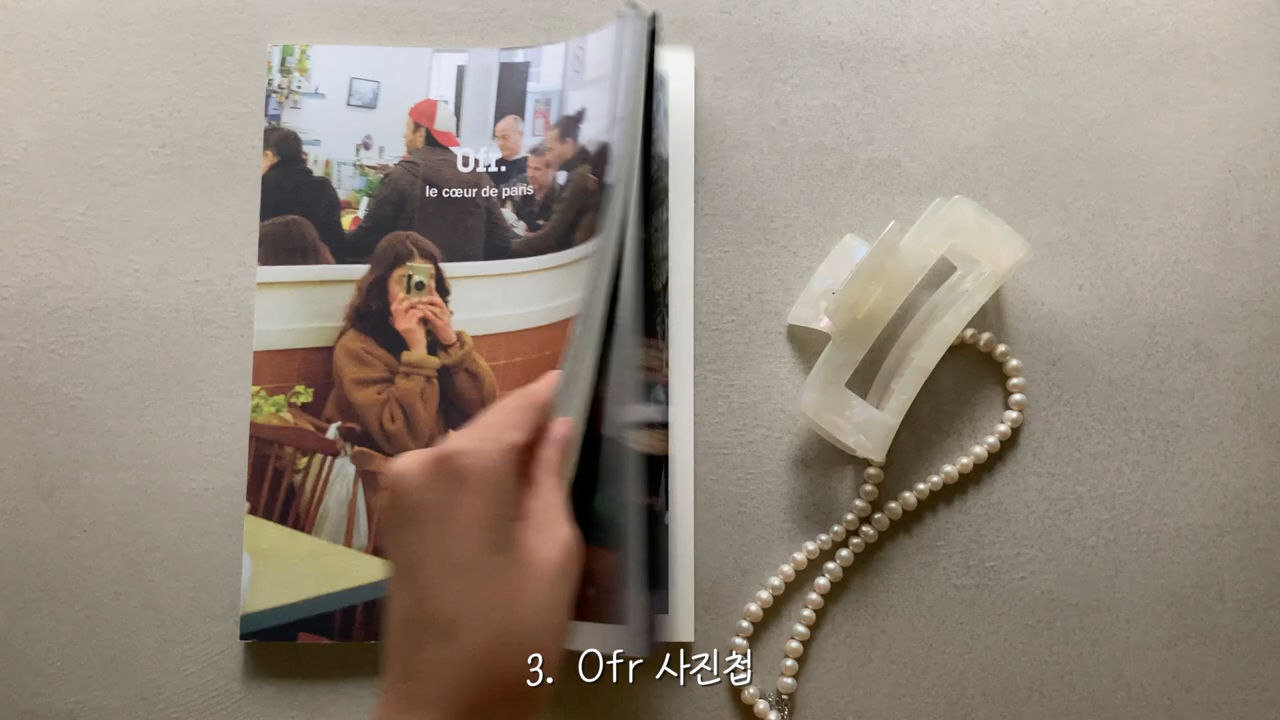 Ofr.
le cœur de paris
3. Ofr 사진첩